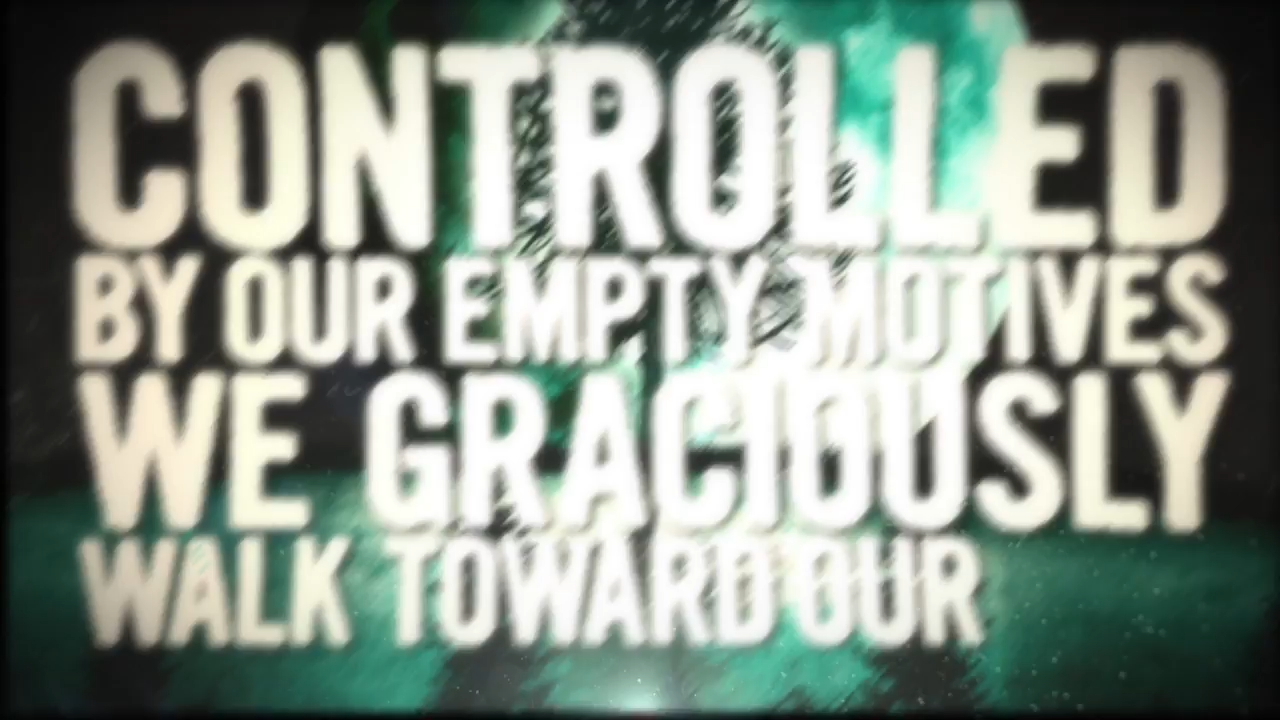 CONTROLLED
BY OUR EMPTY MOTIVES
WE GRACIOUSLY
WALK TOWARD OUR